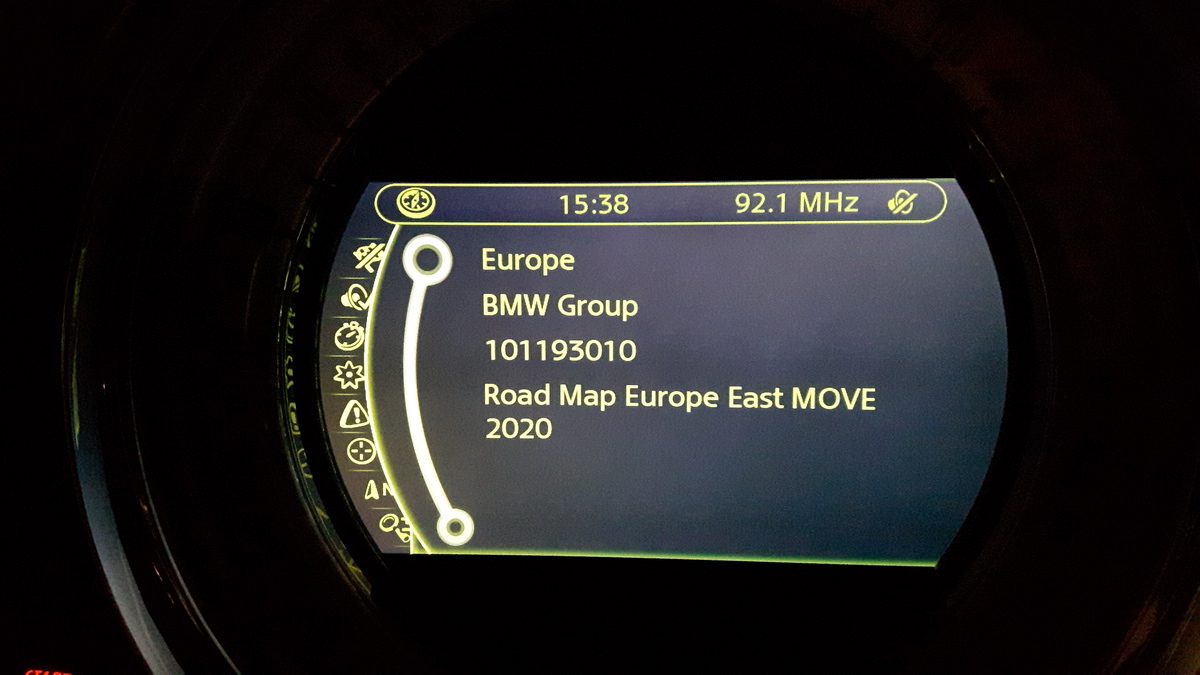 15:38 92.1 MHz
Europe
BMW Group
101193010
Road Map Europe East MOVE
2020
N